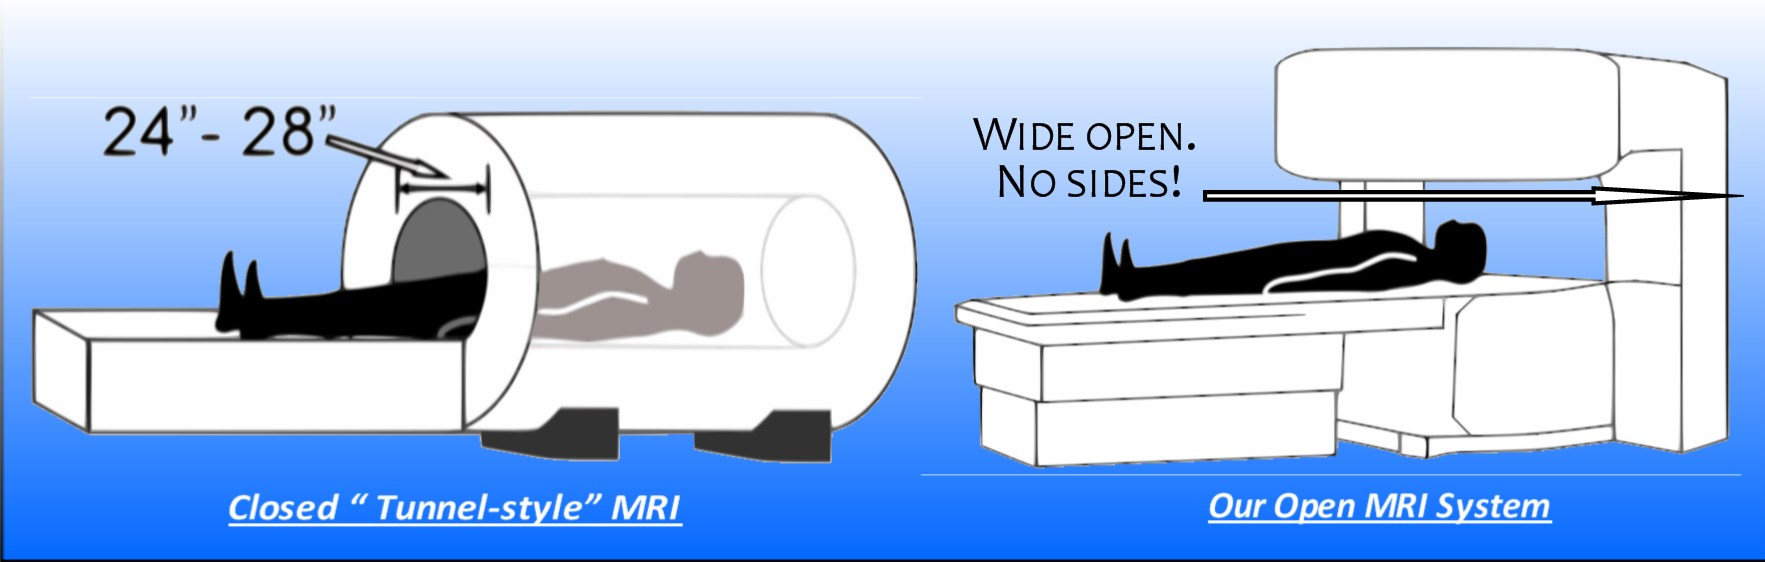 24”- 28”
WIDE OPEN.
NO SIDES!
Closed “ Tunnel-style” MRI
Our Open MRI System